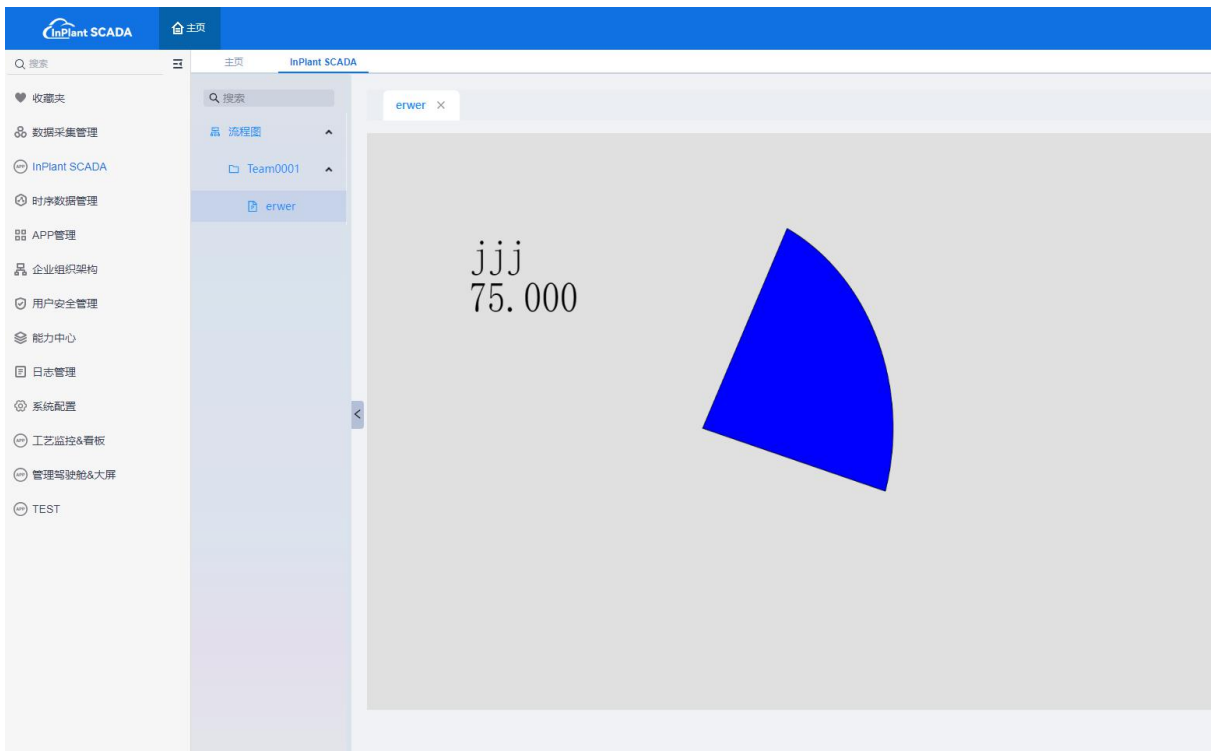 InPlant SCADA
主页
搜索
收藏夹
数据采集管理
APP InPlant SCADA
时序数据管理
APP管理
企业组织架构
用户安全管理
能力中心
日志管理
系统配置
APP 工艺监控&看板
APP 管理驾驶舱&大屏
APP TEST
主页 InPlant SCADA
搜索
流程图
Team0001
erwer
erwer ×
jjj
75.000